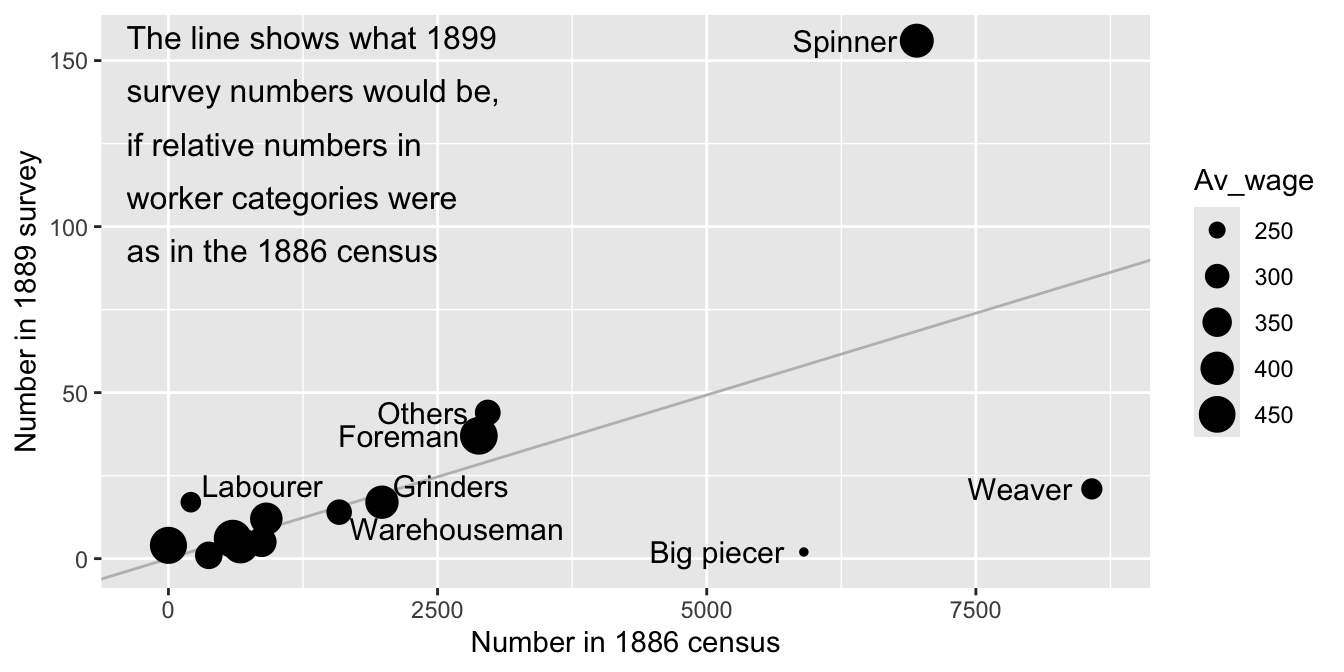 The line shows what 1899
survey numbers would be,
if relative numbers in
worker categories were
as in the 1886 census
Spinner
Others
Foreman
Labourer
Grinders
Warehouseman
Weaver
Big piecer
150
100
50
0
Number in 1889 survey
0
2500
5000
7500
Number in 1886 census
Av_wage
250
300
350
400
450